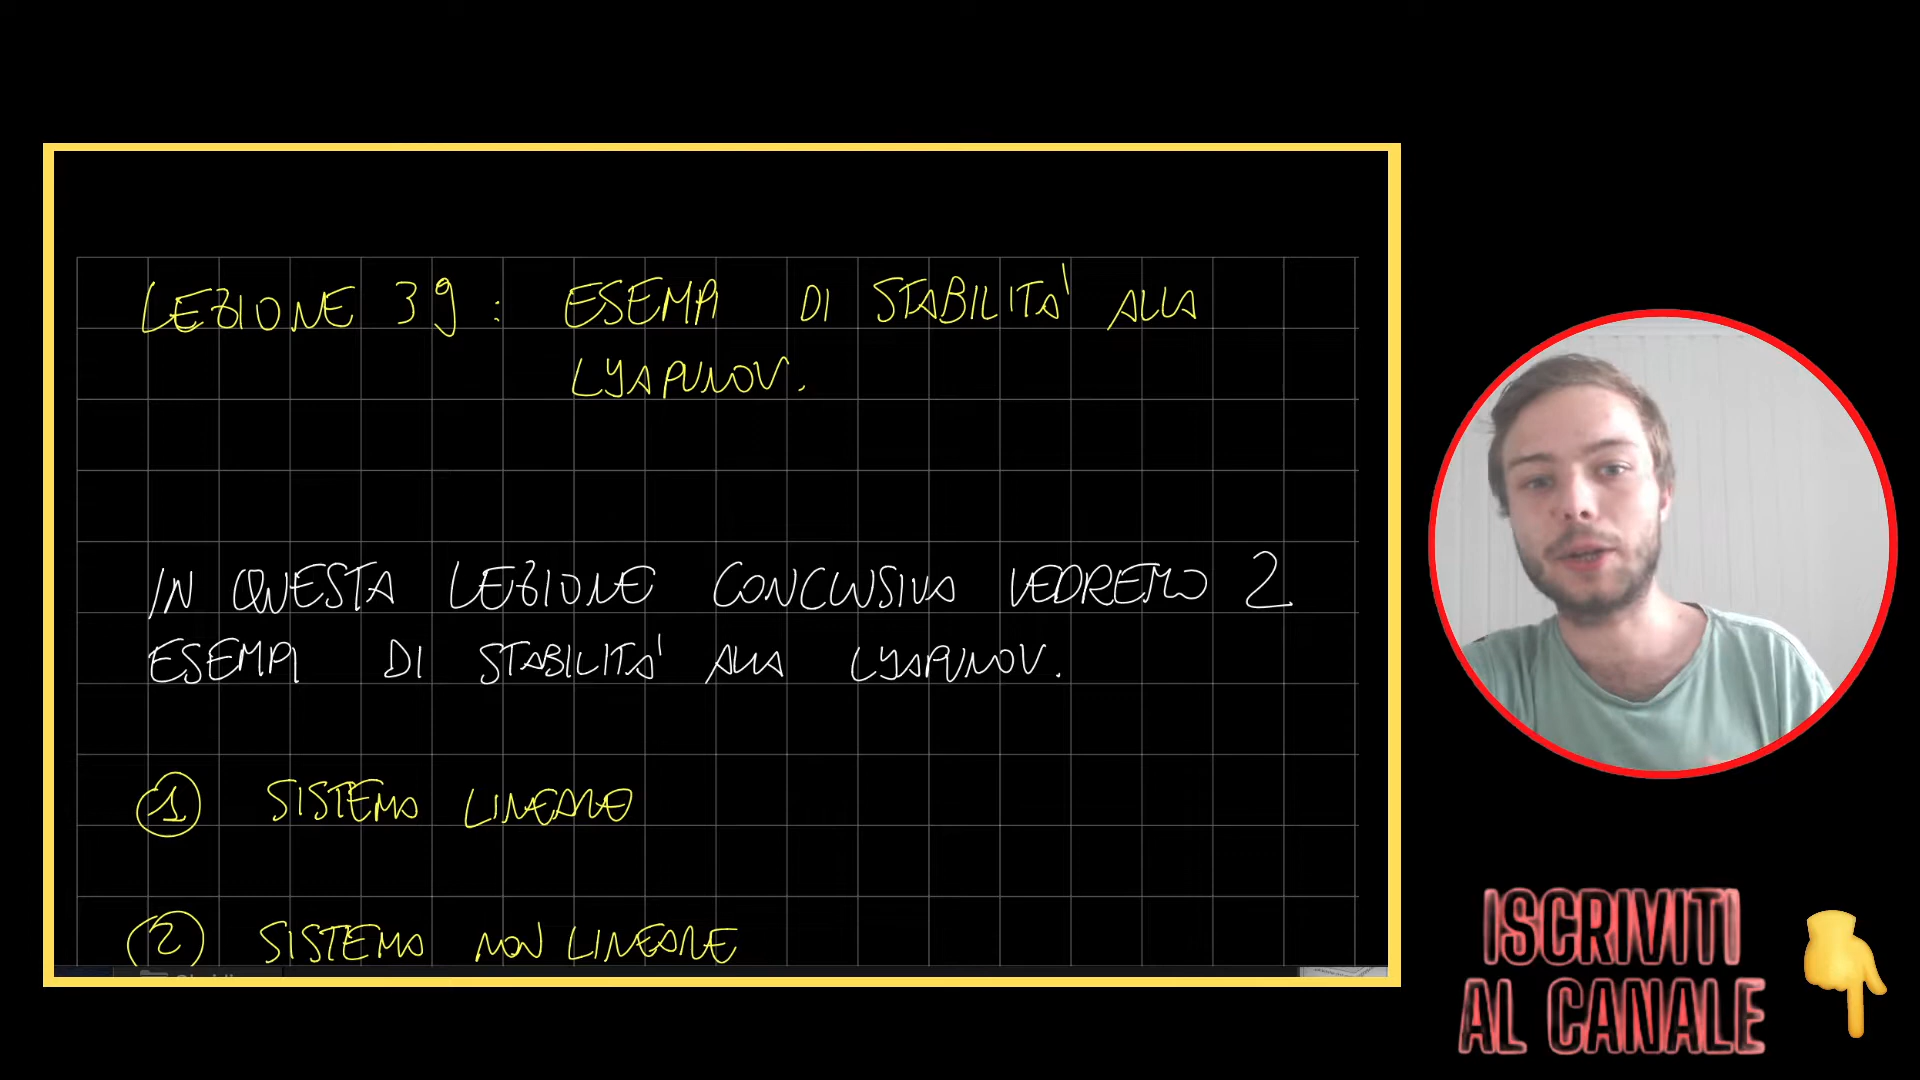 LEZIONE 39: ESEMPI DI STABILITA' ALLA
LYAPUNOV.
IN QUESTA LEZIONE CONCLUSIVA VEDREMO 2
ESEMPI DI STABILITA' ALLA LYAPUNOV.
1 SISTEMA LINEARE
2 SISTEMA NON LINEARE
ISCRIVITI
AL CANALE